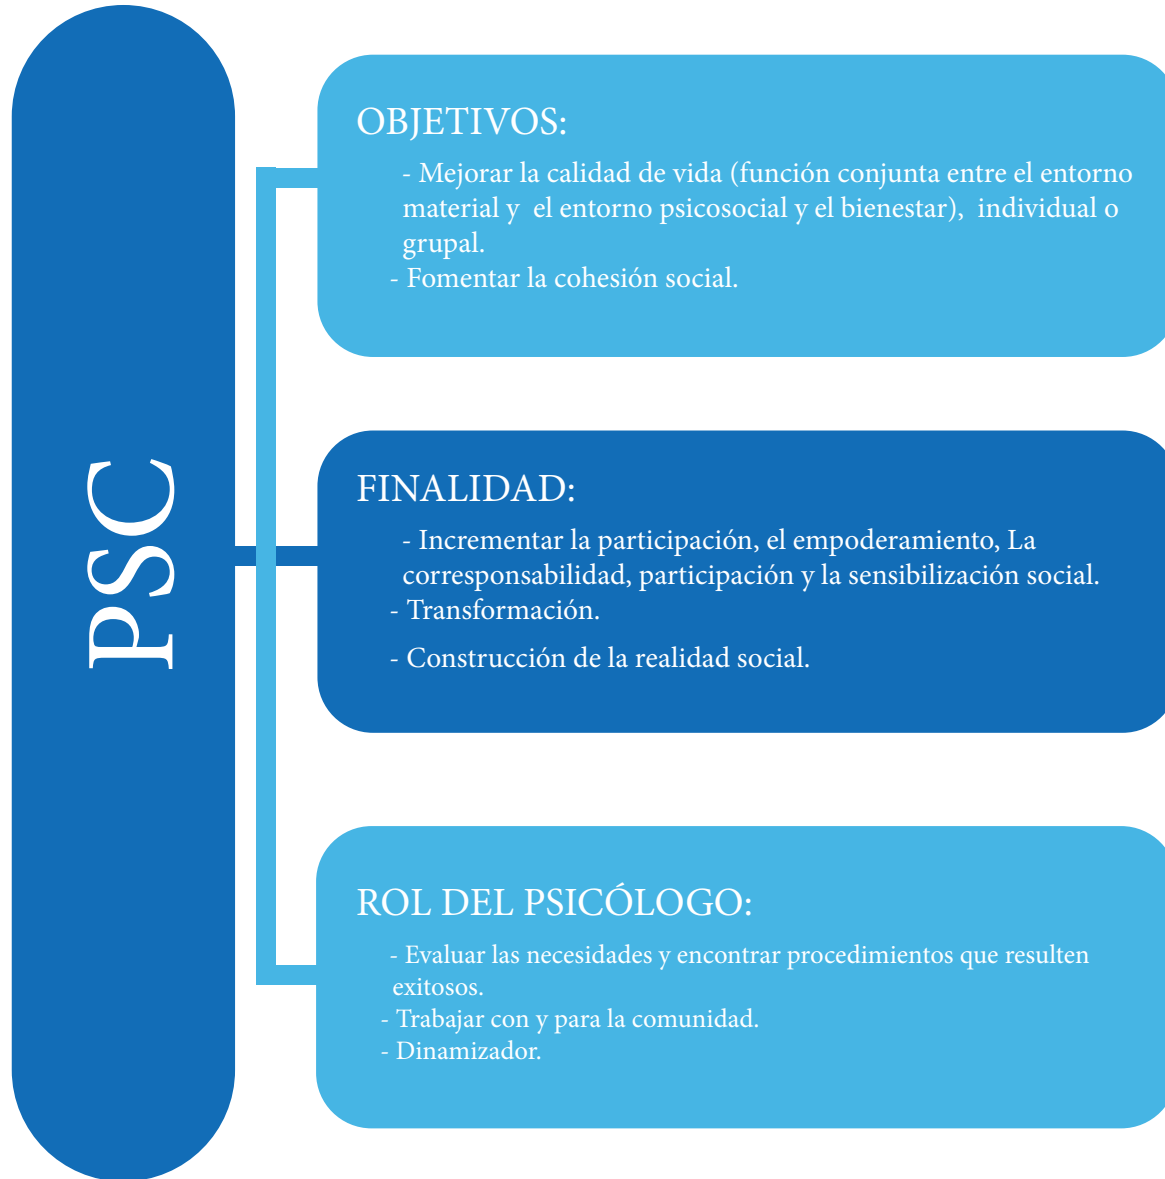 PSC
OBJETIVOS:
- Mejorar la calidad de vida (función conjunta entre el entorno
material y  el entorno psicosocial y el bienestar),  individual o
grupal.
- Fomentar la cohesión social.
FINALIDAD:
- Incrementar la participación, el empoderamiento, La
corresponsabilidad, participación y la sensibilización social.
- Transformación.
- Construcción de la realidad social.
ROL DEL PSICÓLOGO:
- Evaluar las necesidades y encontrar procedimientos que resulten
exitosos.
- Trabajar con y para la comunidad.
- Dinamizador.